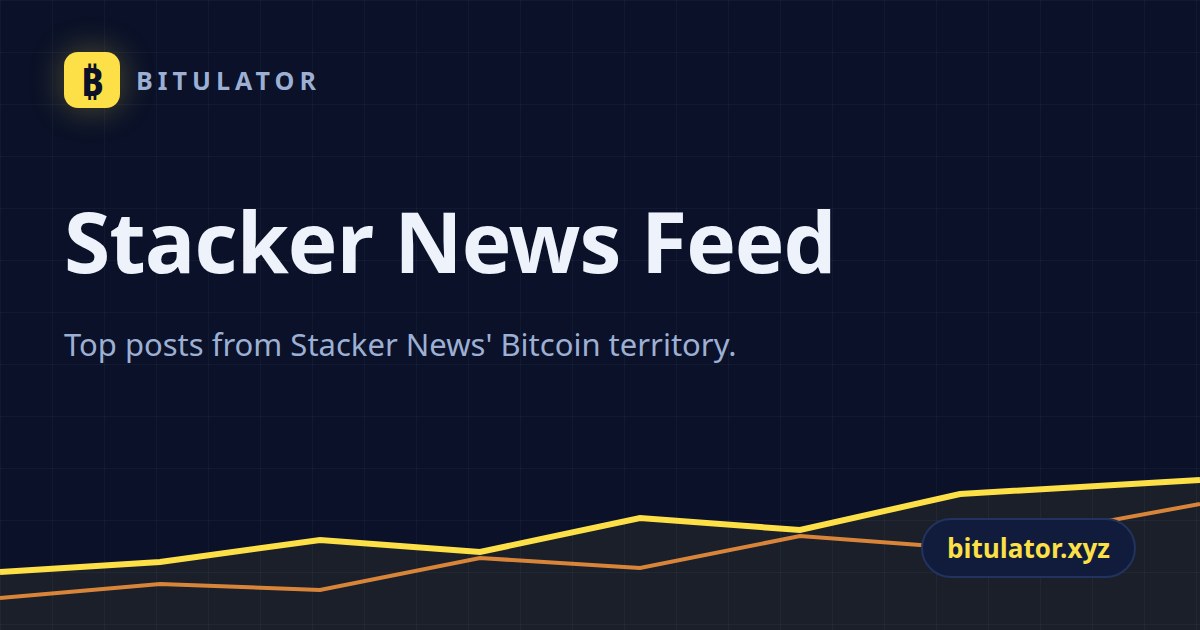 BITULATOR
Stacker News Feed
Top posts from Stacker News' Bitcoin territory.
bitulator.xyz